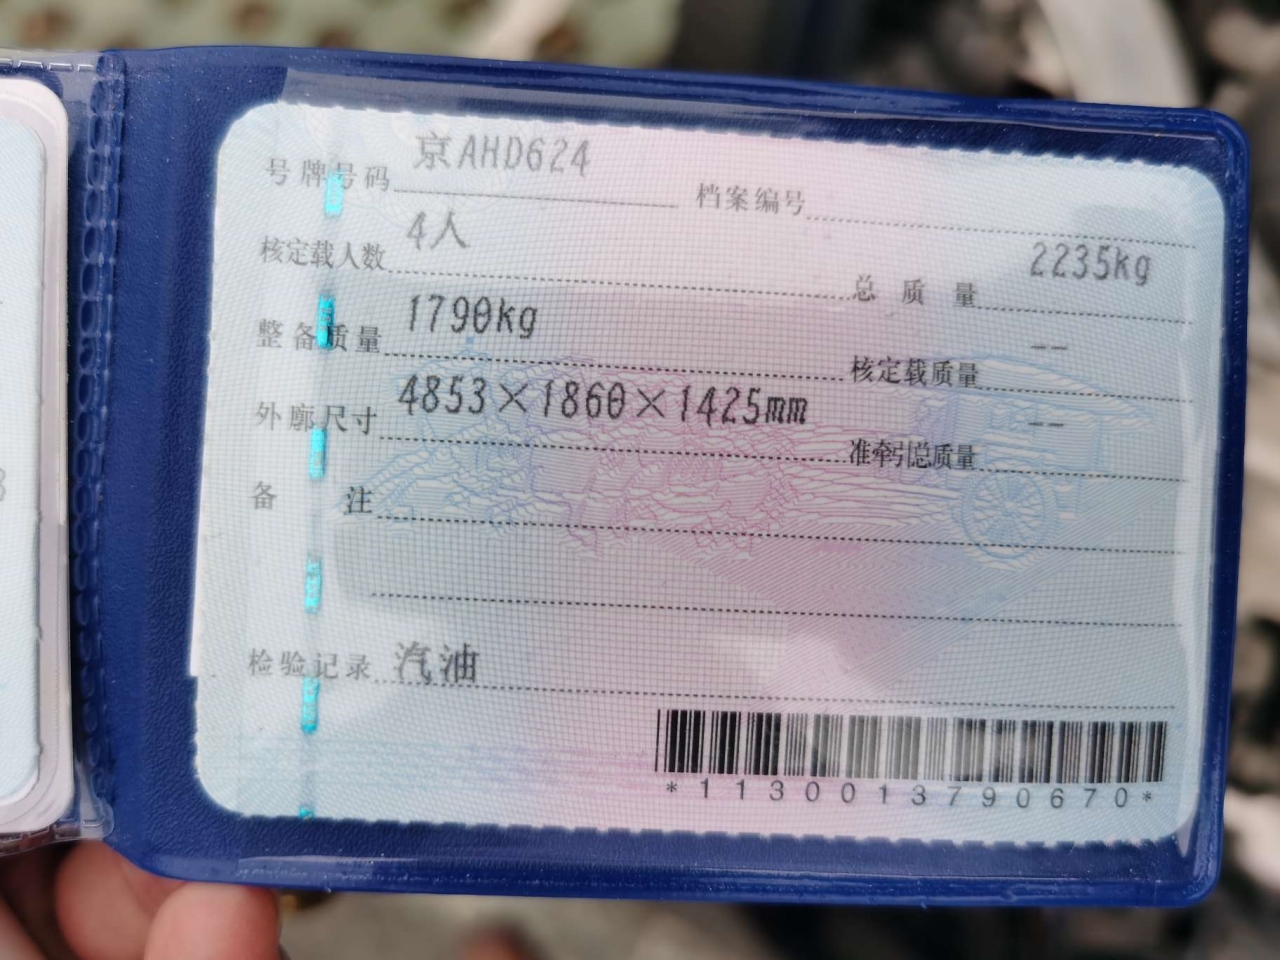 号牌号码 京AHD624 档案编号
核定载人数 4人 总质量 2235kg
整备质量 1790kg 核定载质量 --
外廓尺寸 4853×1860×1425mm 准牵引总质量 --
备注
检验记录 汽油
*1130013790670*